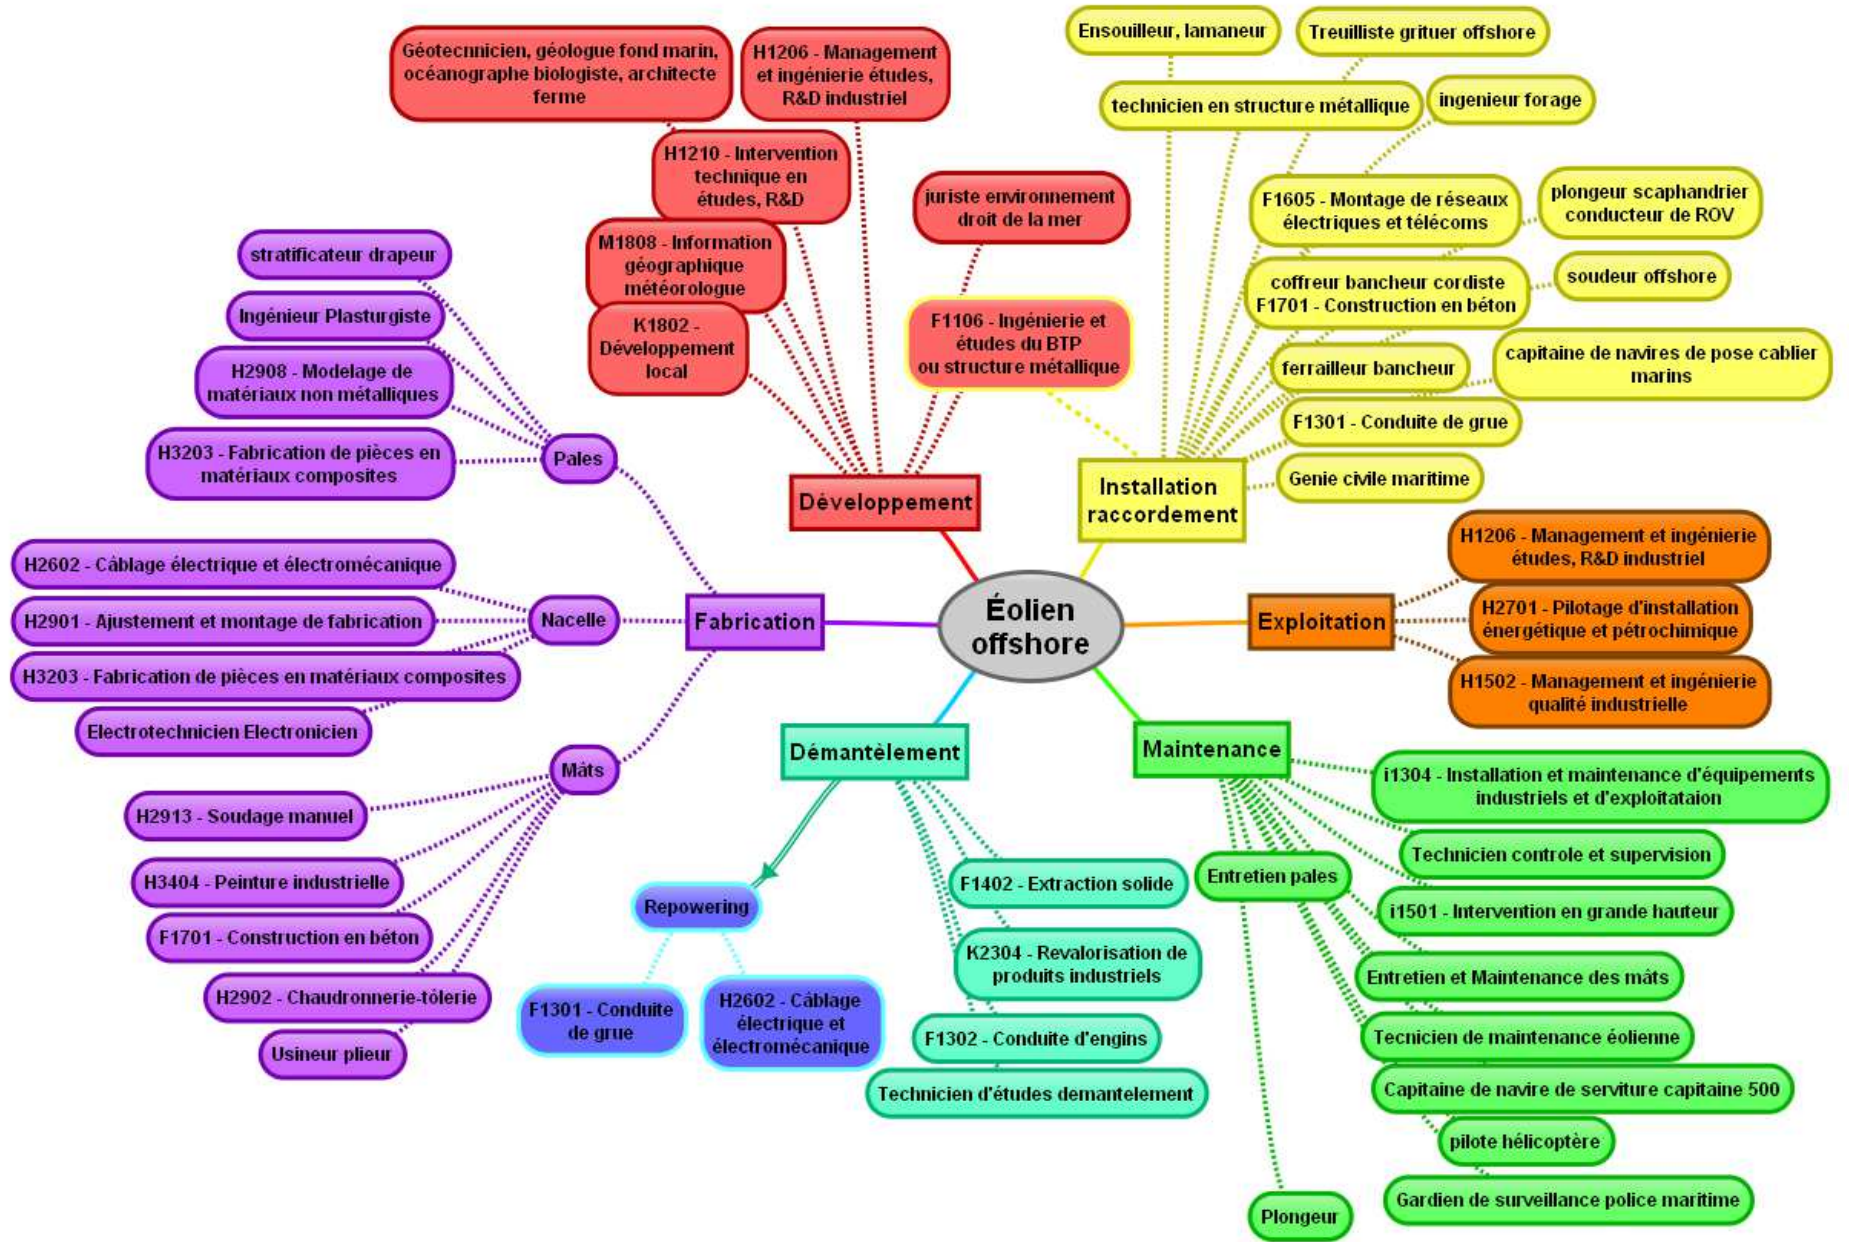 Éolien
offshore
Développement
Géotecnnicien, géologue fond marin,
océanographe biologiste, architecte
ferme
H1206 - Management
et ingénierie études,
R&D industriel
H1210 - Intervention
technique en
études, R&D
M1808 - Information
géographique
météorologue
K1802 -
Développement
local
juriste environnement
droit de la mer
F1106 - Ingénierie et
études du BTP
ou structure métallique
Installation
raccordement
Ensouilleur, lamaneur
Treuilliste grituer offshore
technicien en structure métallique
ingenieur forage
F1605 - Montage de réseaux
électriques et télécoms
plongeur scaphandrier
conducteur de ROV
coffreur bancheur cordiste
F1701 - Construction en béton
soudeur offshore
ferrailleur bancheur
capitaine de navires de pose cablier
marins
F1301 - Conduite de grue
Genie civile maritime
Exploitation
H1206 - Management et ingénierie
études, R&D industriel
H2701 - Pilotage d'installation
énergétique et pétrochimique
H1502 - Management et ingénierie
qualité industrielle
Maintenance
i1304 - Installation et maintenance d'équipements
industriels et d'exploitataion
Technicien controle et supervision
Entretien pales
i1501 - Intervention en grande hauteur
Entretien et Maintenance des mâts
Tecnicien de maintenance éolienne
Capitaine de navire de serviture capitaine 500
pilote hélicoptère
Gardien de surveillance police maritime
Plongeur
Démantèlement
Repowering
F1301 - Conduite
de grue
H2602 - Câblage
électrique et
électromécanique
F1402 - Extraction solide
K2304 - Revalorisation de
produits industriels
F1302 - Conduite d'engins
Technicien d'études demantelement
Fabrication
Pales
stratificateur drapeur
Ingénieur Plasturgiste
H2908 - Modelage de
matériaux non métalliques
H3203 - Fabrication de pièces en
matériaux composites
Nacelle
H2602 - Câblage électrique et électromécanique
H2901 - Ajustement et montage de fabrication
H3203 - Fabrication de pièces en matériaux composites
Electrotechnicien Electronicien
Mâts
H2913 - Soudage manuel
H3404 - Peinture industrielle
F1701 - Construction en béton
H2902 - Chaudronnerie-tôlerie
Usineur plieur